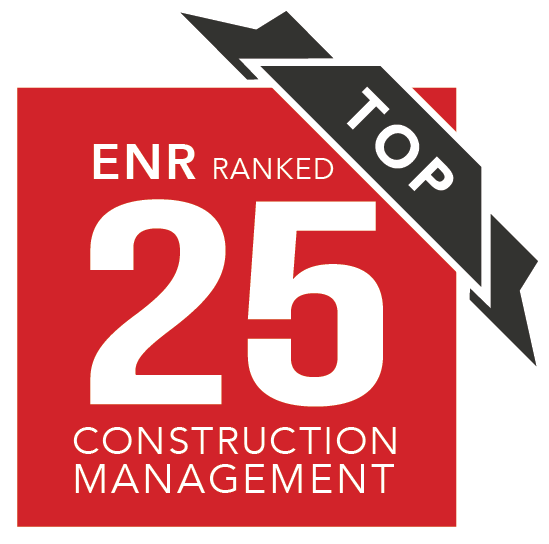 TOP
ENR RANKED
25
CONSTRUCTION
MANAGEMENT